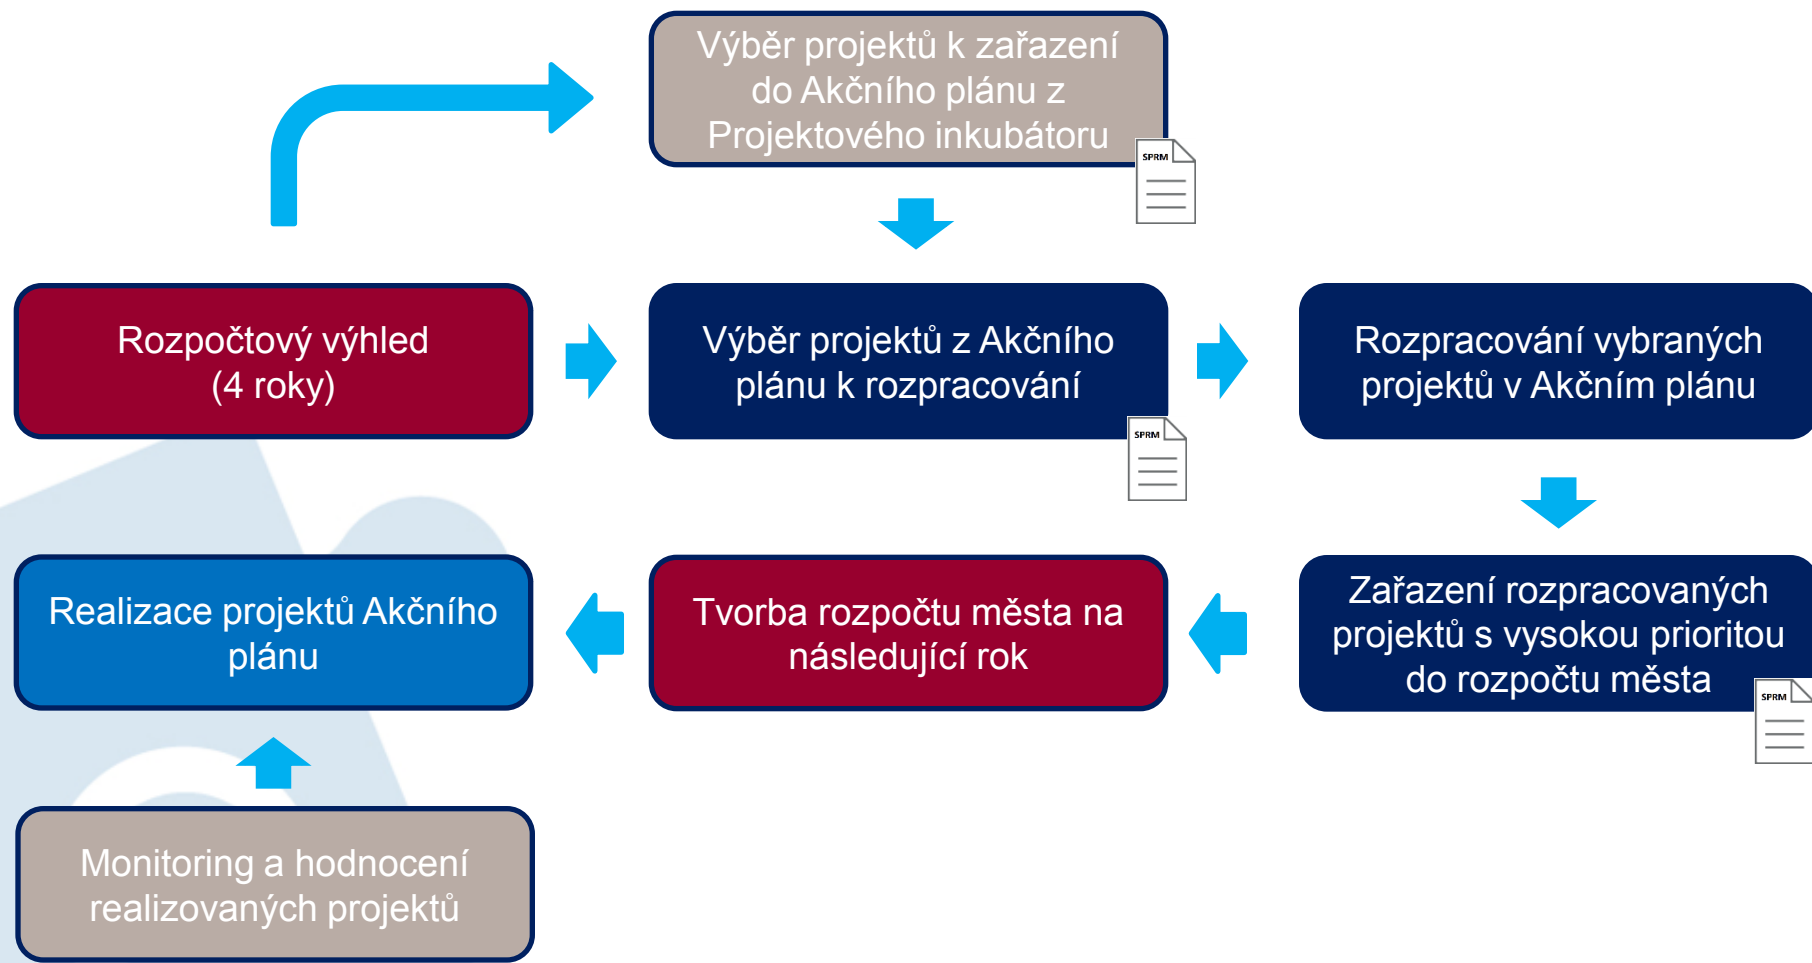 Výběr projektů k zařazení
do Akčního plánu z
Projektového inkubátoru
SPRM
Rozpočtový výhled
(4 roky)
Výběr projektů z Akčního
plánu k rozpracování
SPRM
Rozpracování vybraných
projektů v Akčním plánu
Realizace projektů Akčního
plánu
Tvorba rozpočtu města na
následující rok
Zařazení rozpracovaných
projektů s vysokou prioritou
do rozpočtu města
SPRM
Monitoring a hodnocení
realizovaných projektů